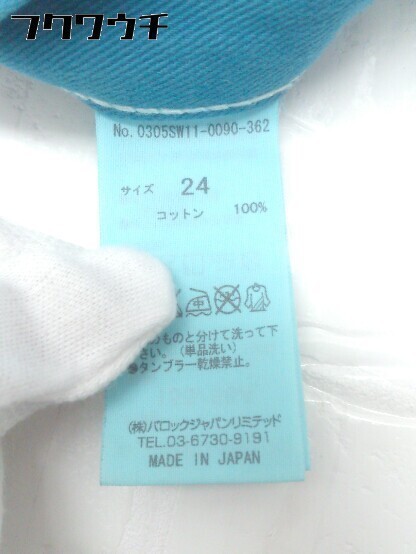 フクワウチ
No. 0305SW11-0090-362
サイズ 24
コットン 100%
のものと分けて洗って下
さい。(単品洗い)
●タンブラー乾燥禁止。
(株)バロックジャパンリミテッド
TEL.03-6730-9191
MADE IN JAPAN